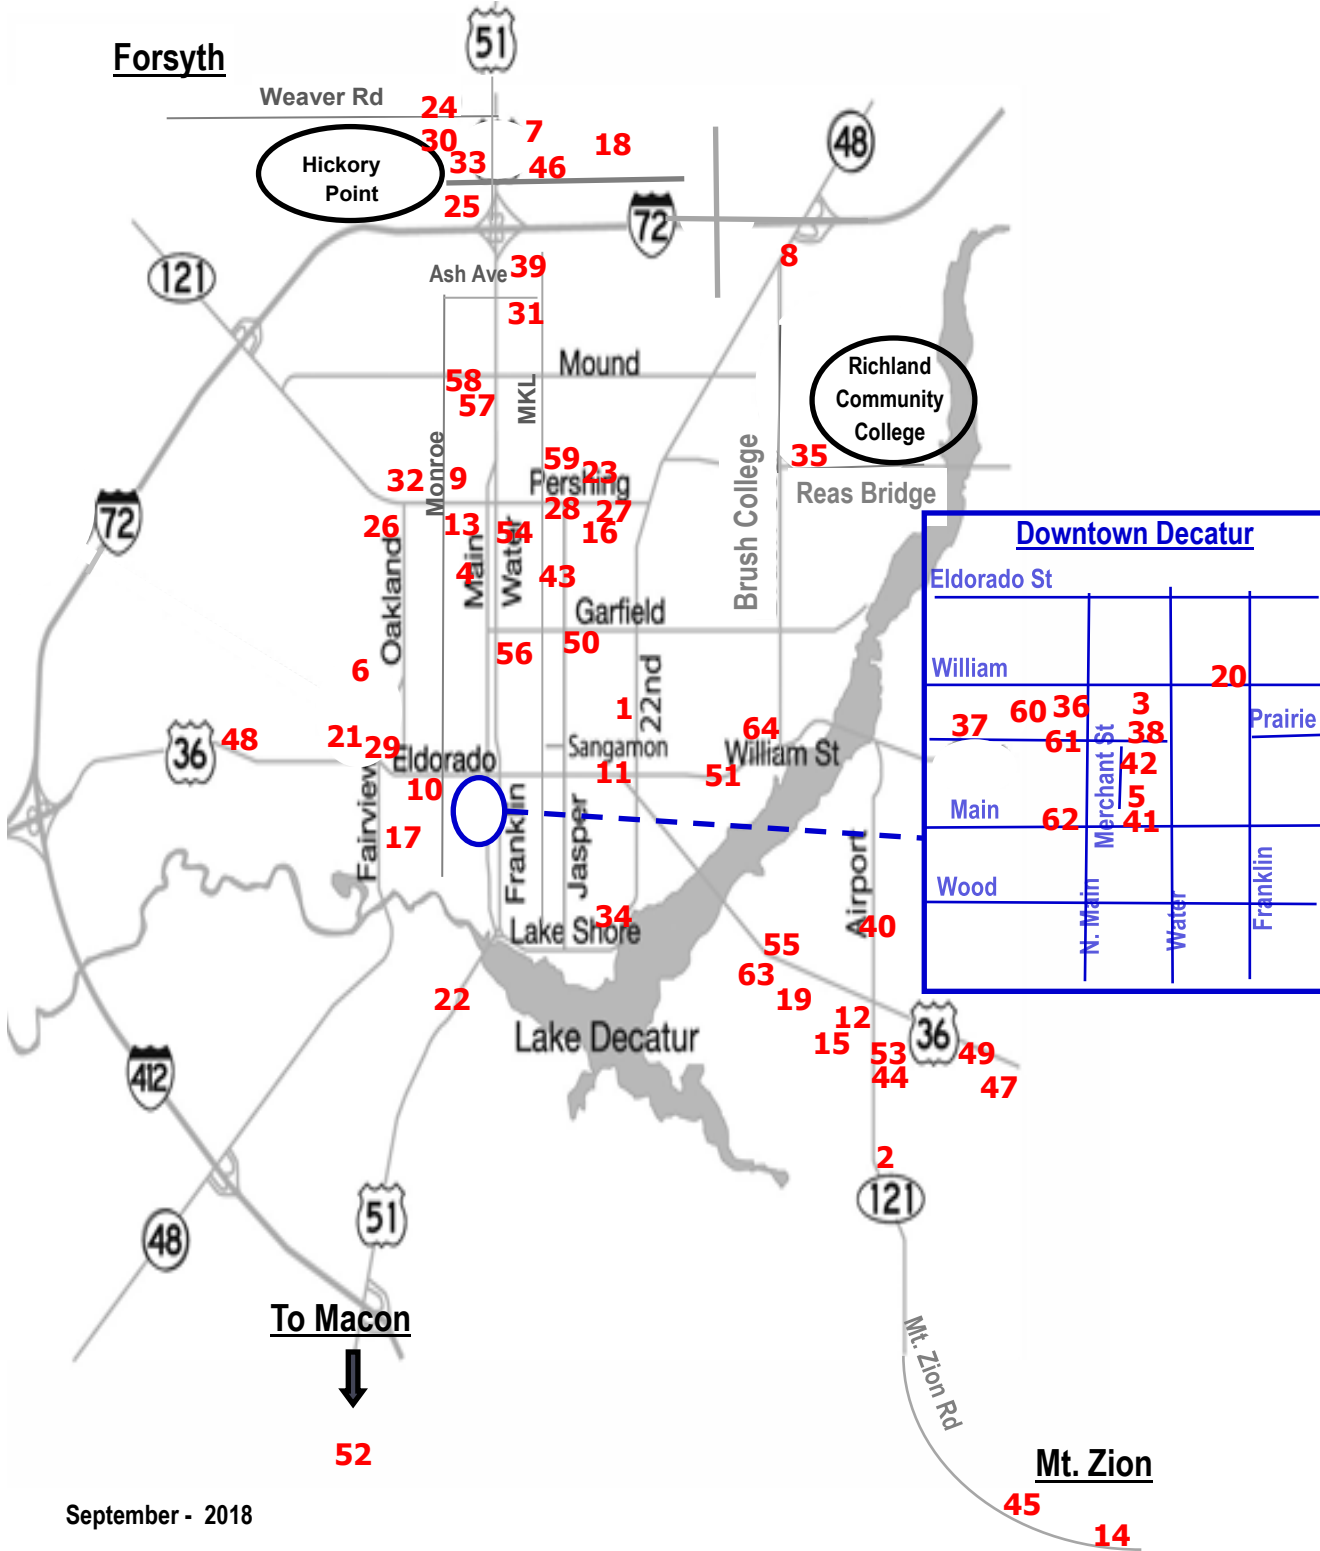 51
Forsyth
Weaver Rd
24
7
30
18
48
Hickory
Point
33
46
25
72
8
121
Ash Ave
39
31
Mound
58
57
MKL
Richland
Community
College
Monroe
59
35
32
9
23
Pershing
Reas Bridge
Brush College
72
26
13
54
28
27
16
Main
Water
4
43
Oakland
Garfield
56
50
6
22nd
1
36
48
21
29
Eldorado
Sangamon
64
William St
11
51
10
Fairview
17
Franklin
Jasper
Airport
34
Lake Shore
40
55
63
22
19
12
Lake Decatur
15
36
53
49
44
47
412
2
121
51
48
To Macon
52
Mt. Zion Rd
Mt. Zion
45
14
September - 2018
Downtown Decatur
Eldorado St
William
20
60
36
3
37
Prairie
61
38
Merchant St
42
5
Main
62
41
Wood
N. Main
Water
Franklin